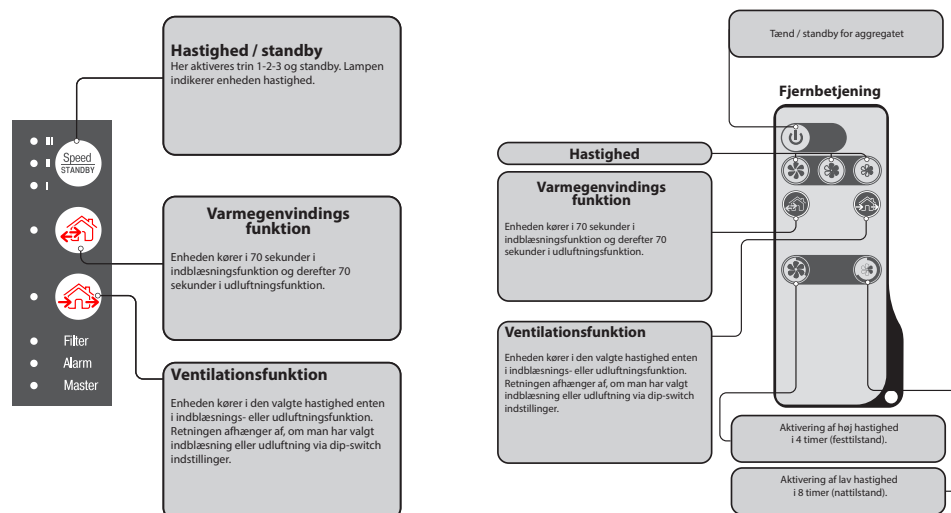 Hastighed / standby
Her aktiveres trin 1-2-3 og standby. Lampen
indikerer enheden hastighed.
III
II
I
Speed
STANDBY
Varmegenvindings
funktion
Enheden kører i 70 sekunder i
indblæsningsfunktion og derefter 70
sekunder i udluftningsfunktion.
Filter
Alarm
Master
Ventilationsfunktion
Enheden kører i den valgte hastighed enten
i indblæsnings- eller udluftningsfunktion.
Retningen afhænger af, om man har valgt
indblæsning eller udluftning via dip-switch
indstillinger.
Tænd / standby for aggregatet
Fjernbetjening
Hastighed
Varmegenvindings
funktion
Enheden kører i 70 sekunder i
indblæsningsfunktion og derefter 70
sekunder i udluftningsfunktion.
Ventilationsfunktion
Enheden kører i den valgte hastighed enten
i indblæsnings- eller udluftningsfunktion.
Retningen afhænger af, om man har valgt
indblæsning eller udluftning via dip-switch
indstillinger.
Aktivering af høj hastighed
i 4 timer (festtilstand).
Aktivering af lav hastighed
i 8 timer (nattilstand).